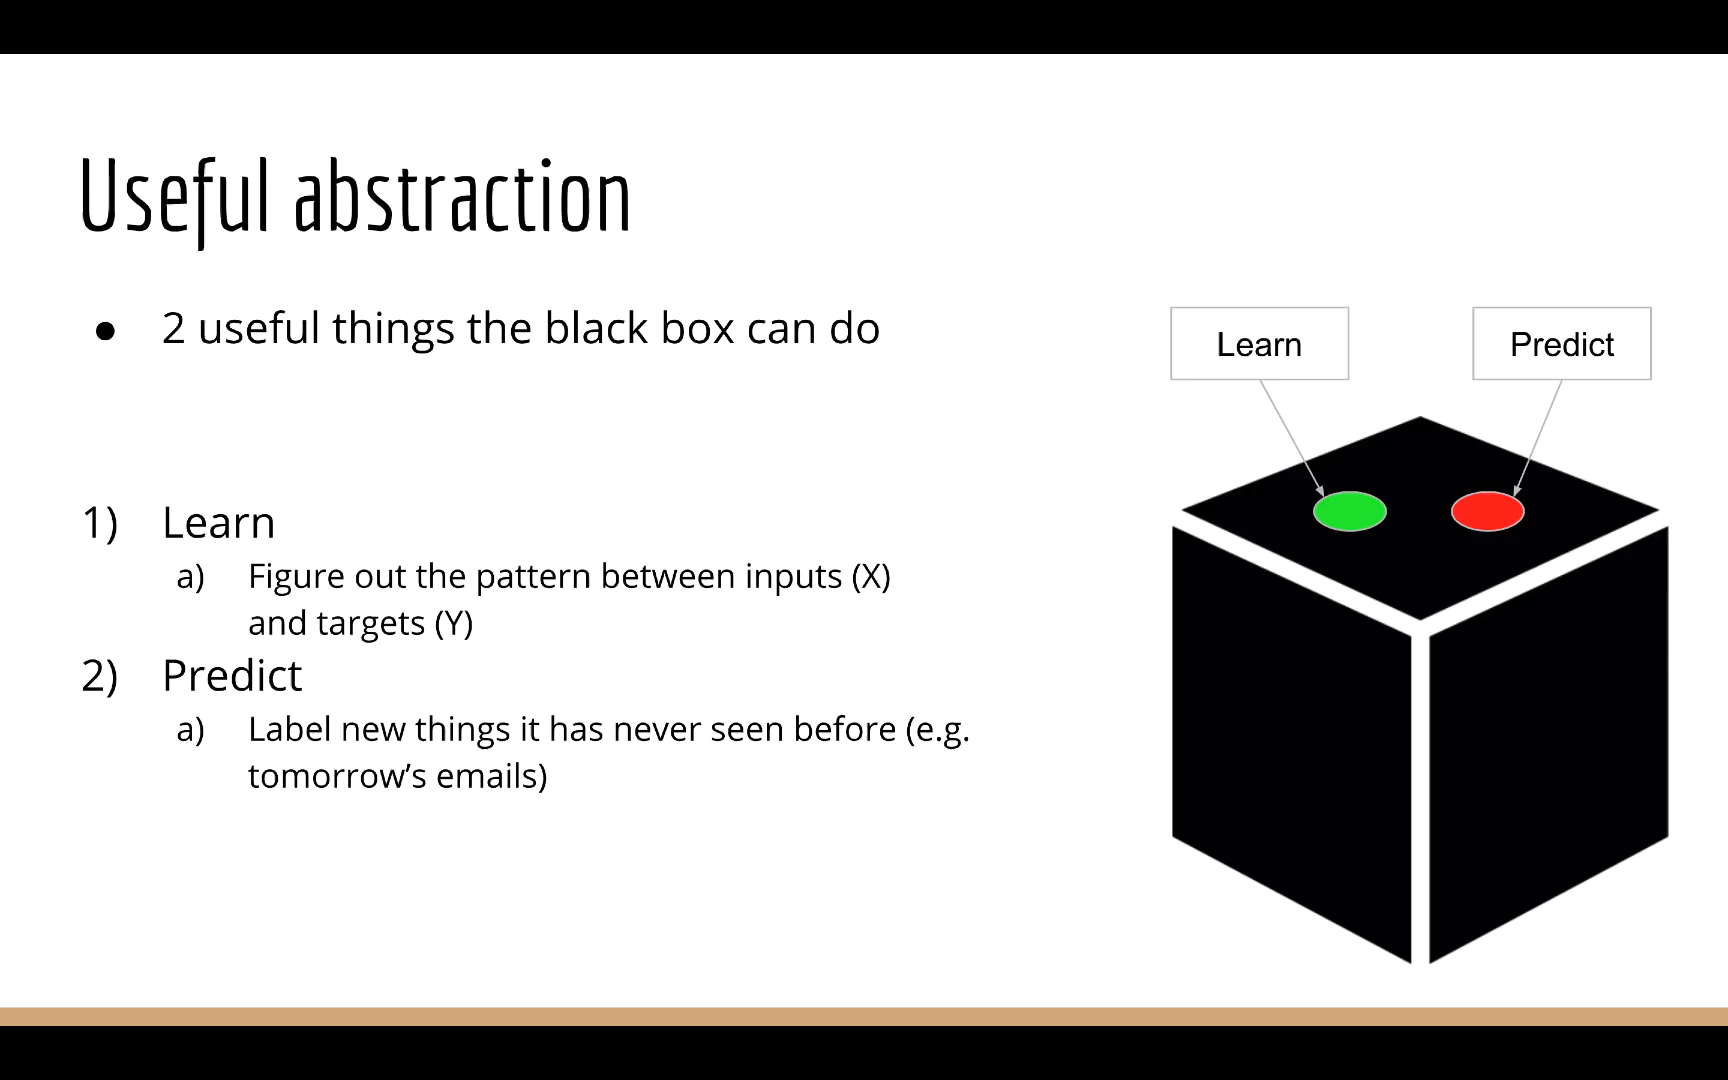 Useful abstraction
● 2 useful things the black box can do
Learn
Predict
1) Learn
a) Figure out the pattern between inputs (X)
and targets (Y)
2) Predict
a) Label new things it has never seen before (e.g.
tomorrow’s emails)